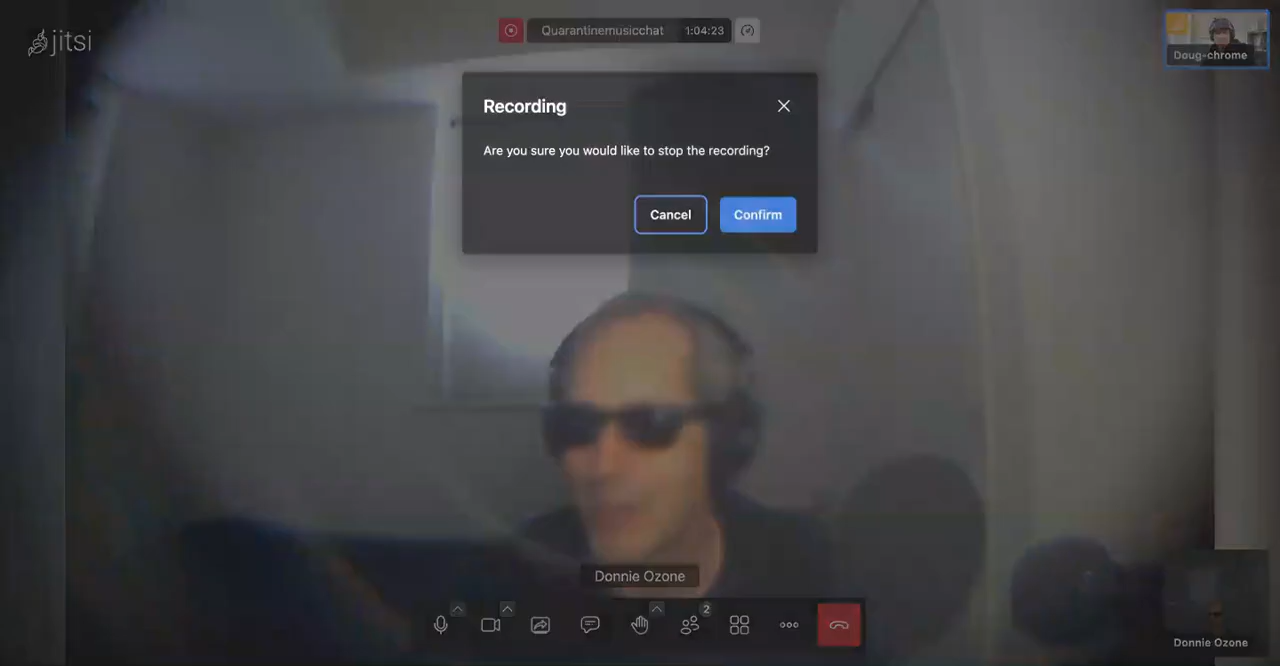 jitsi
Quarantinemusicchat 1:04:23
Doug-chrome
Recording
Are you sure you would like to stop the recording?
Cancel Confirm
Donnie Ozone
2
Donnie Ozone